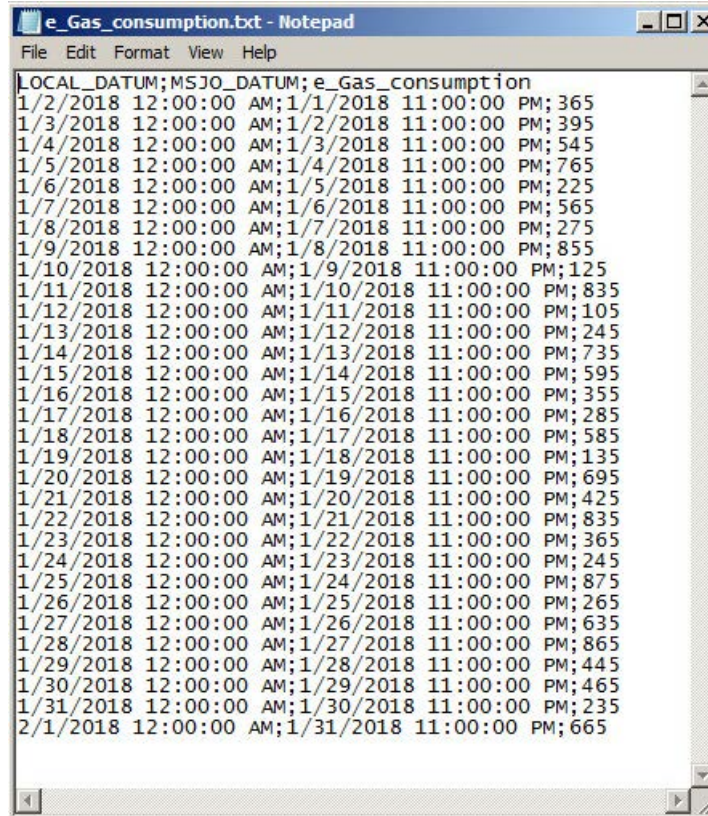 e_Gas_consumption.txt - Notepad
File Edit Format View Help
LOCAL_DATUM;MSJO_DATUM;e_Gas_consumption
1/2/2018 12:00:00 AM;1/1/2018 11:00:00 PM;365
1/3/2018 12:00:00 AM;1/2/2018 11:00:00 PM;395
1/4/2018 12:00:00 AM;1/3/2018 11:00:00 PM;545
1/5/2018 12:00:00 AM;1/4/2018 11:00:00 PM;765
1/6/2018 12:00:00 AM;1/5/2018 11:00:00 PM;225
1/7/2018 12:00:00 AM;1/6/2018 11:00:00 PM;565
1/8/2018 12:00:00 AM;1/7/2018 11:00:00 PM;275
1/9/2018 12:00:00 AM;1/8/2018 11:00:00 PM;855
1/10/2018 12:00:00 AM;1/9/2018 11:00:00 PM;125
1/11/2018 12:00:00 AM;1/10/2018 11:00:00 PM;835
1/12/2018 12:00:00 AM;1/11/2018 11:00:00 PM;105
1/13/2018 12:00:00 AM;1/12/2018 11:00:00 PM;245
1/14/2018 12:00:00 AM;1/13/2018 11:00:00 PM;735
1/15/2018 12:00:00 AM;1/14/2018 11:00:00 PM;595
1/16/2018 12:00:00 AM;1/15/2018 11:00:00 PM;355
1/17/2018 12:00:00 AM;1/16/2018 11:00:00 PM;285
1/18/2018 12:00:00 AM;1/17/2018 11:00:00 PM;585
1/19/2018 12:00:00 AM;1/18/2018 11:00:00 PM;135
1/20/2018 12:00:00 AM;1/19/2018 11:00:00 PM;695
1/21/2018 12:00:00 AM;1/20/2018 11:00:00 PM;425
1/22/2018 12:00:00 AM;1/21/2018 11:00:00 PM;835
1/23/2018 12:00:00 AM;1/22/2018 11:00:00 PM;365
1/24/2018 12:00:00 AM;1/23/2018 11:00:00 PM;245
1/25/2018 12:00:00 AM;1/24/2018 11:00:00 PM;875
1/26/2018 12:00:00 AM;1/25/2018 11:00:00 PM;265
1/27/2018 12:00:00 AM;1/26/2018 11:00:00 PM;635
1/28/2018 12:00:00 AM;1/27/2018 11:00:00 PM;865
1/29/2018 12:00:00 AM;1/28/2018 11:00:00 PM;445
1/30/2018 12:00:00 AM;1/29/2018 11:00:00 PM;465
1/31/2018 12:00:00 AM;1/30/2018 11:00:00 PM;235
2/1/2018 12:00:00 AM;1/31/2018 11:00:00 PM;665